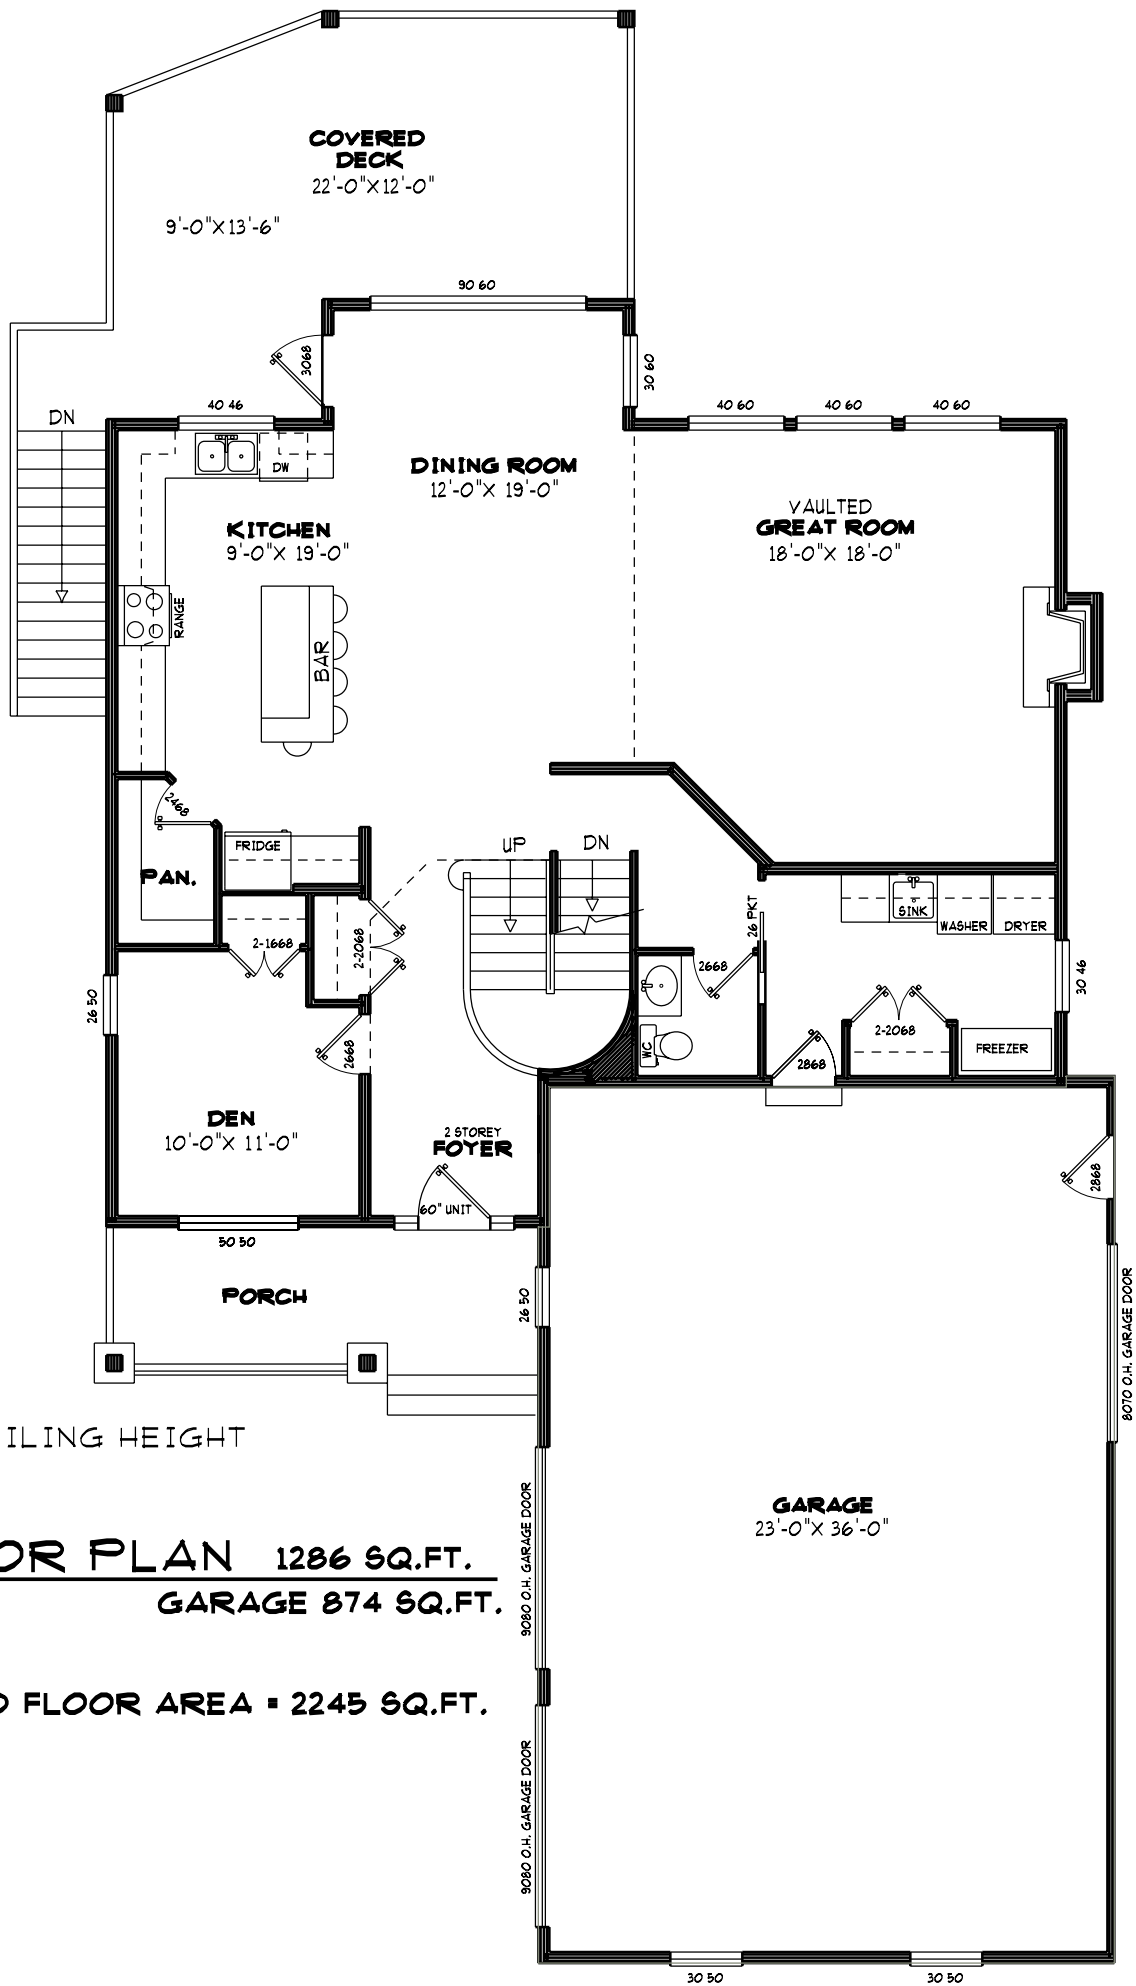 COVERED
DECK
22'-0"X12'-0"
9'-0"X13'-6"
90 60
3068
30 60
40 46
40 60
40 60
40 60
DN
DW
DINING ROOM
12'-0"X 19'-0"
VAULTED
GREAT ROOM
18'-0"X 18'-0"
KITCHEN
9'-0"X 19'-0"
RANGE
BAR
2468
FRIDGE
UP
DN
PAN.
26 PKT
SINK
WASHER
DRYER
2-1668
2-2068
2668
30 46
26 50
2668
WC
2-2068
2868
FREEZER
DEN
10'-0"X 11'-0"
2 STOREY
FOYER
60" UNIT
2868
50 50
PORCH
26 50
8070 O.H. GARAGE DOOR
ILING HEIGHT
GARAGE
23'-0"X 36'-0"
9080 O.H. GARAGE DOOR
OR PLAN 1286 SQ.FT.
GARAGE 874 SQ.FT.
FLOOR AREA = 2245 SQ.FT.
9080 O.H. GARAGE DOOR
30 50
30 50